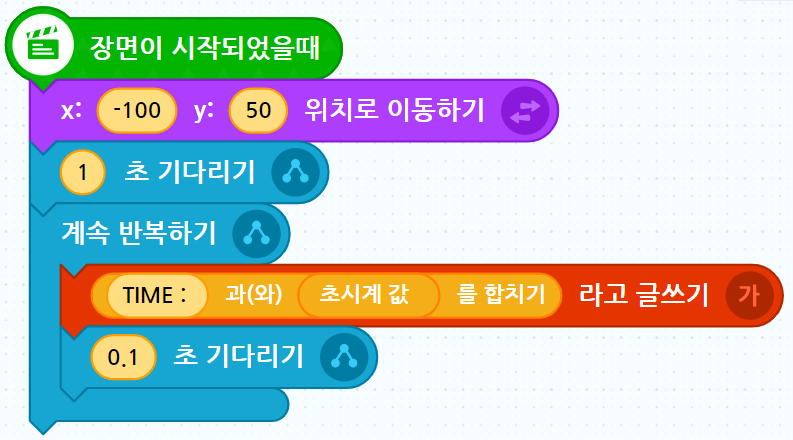 장면이 시작되었을때
x: -100 y: 50 위치로 이동하기
1 초 기다리기
계속 반복하기
TIME : 과(와) 초시계 값 를 합치기 라고 글쓰기 가
0.1 초 기다리기